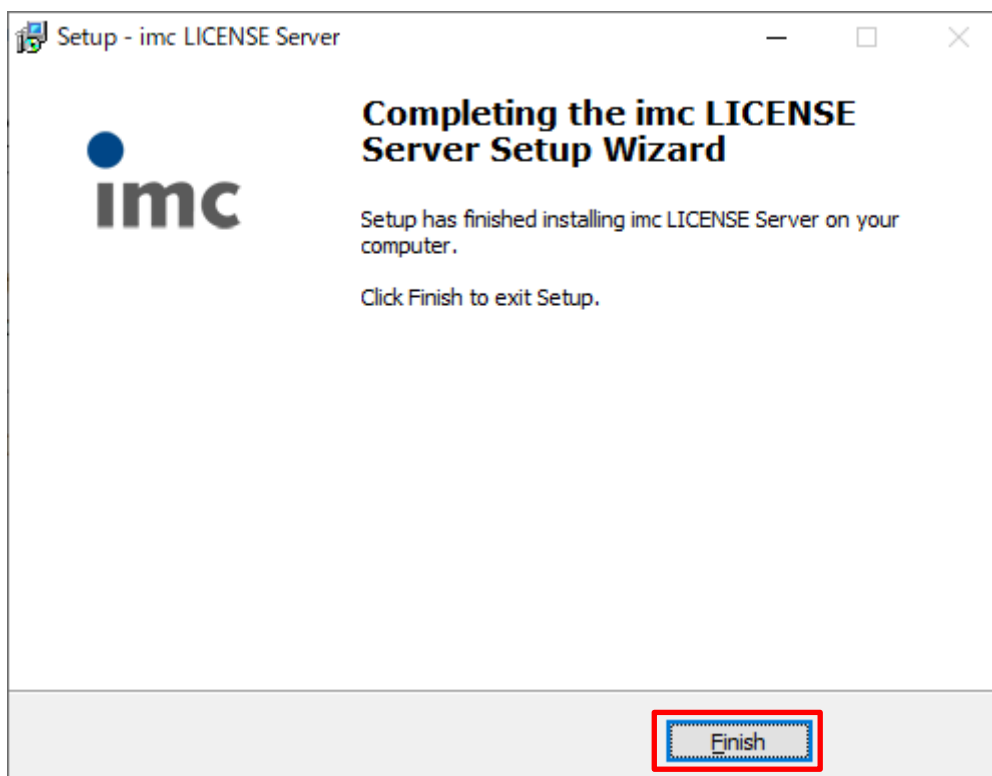 Setup - imc LICENSE Server
Completing the imc LICENSE
Server Setup Wizard
imc
Setup has finished installing imc LICENSE Server on your
computer.
Click Finish to exit Setup.
Finish